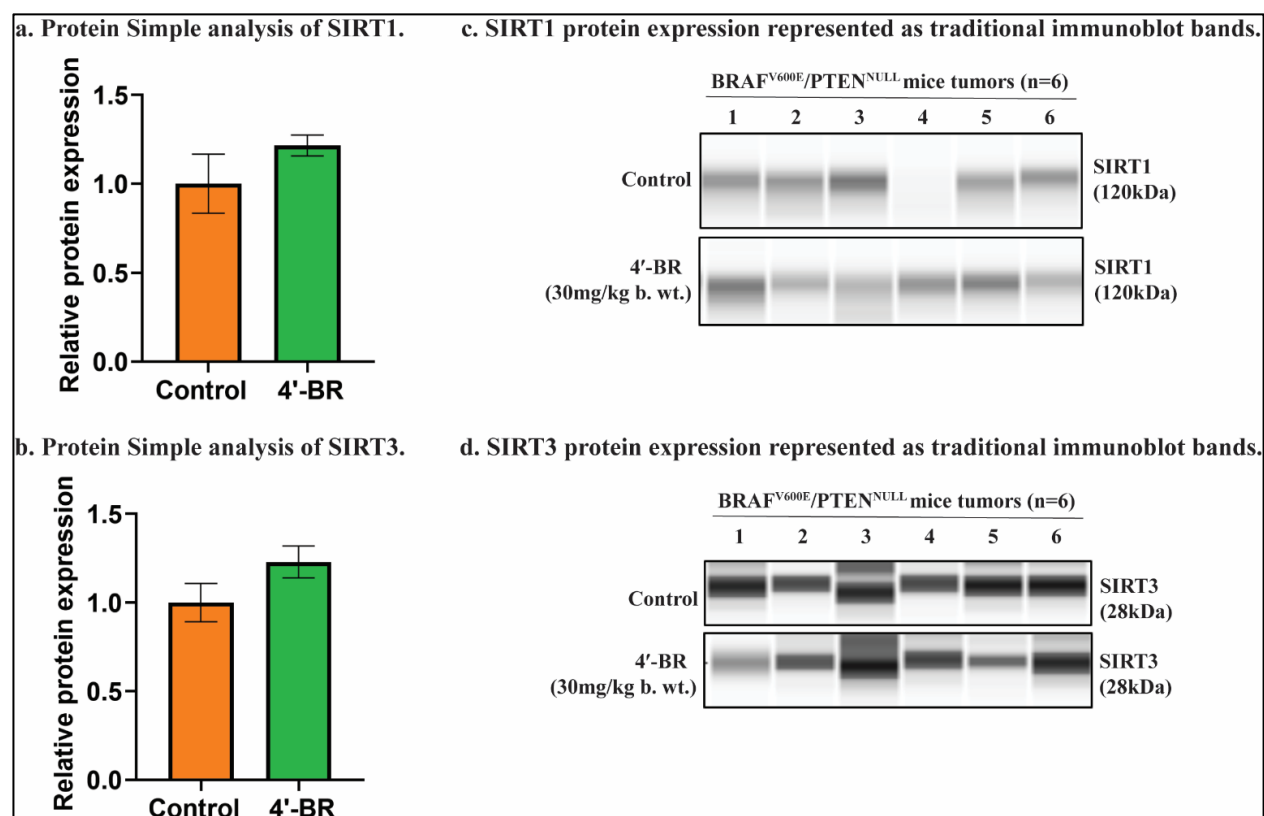 a. Protein Simple analysis of SIRT1.
Relative protein expression
1.5
1.0
0.5
0.0
Control 4'-BR
c. SIRT1 protein expression represented as traditional immunoblot bands.
BRAFV600E/PTENNULL mice tumors (n=6)
1 2 3 4 5 6
Control
SIRT1
(120kDa)
4′-BR
(30mg/kg b. wt.)
SIRT1
(120kDa)
b. Protein Simple analysis of SIRT3.
Relative protein expression
1.5
1.0
0.5
0.0
Control 4'-BR
d. SIRT3 protein expression represented as traditional immunoblot bands.
BRAFV600E/PTENNULL mice tumors (n=6)
1 2 3 4 5 6
Control
SIRT3
(28kDa)
4′-BR
(30mg/kg b. wt.)
SIRT3
(28kDa)